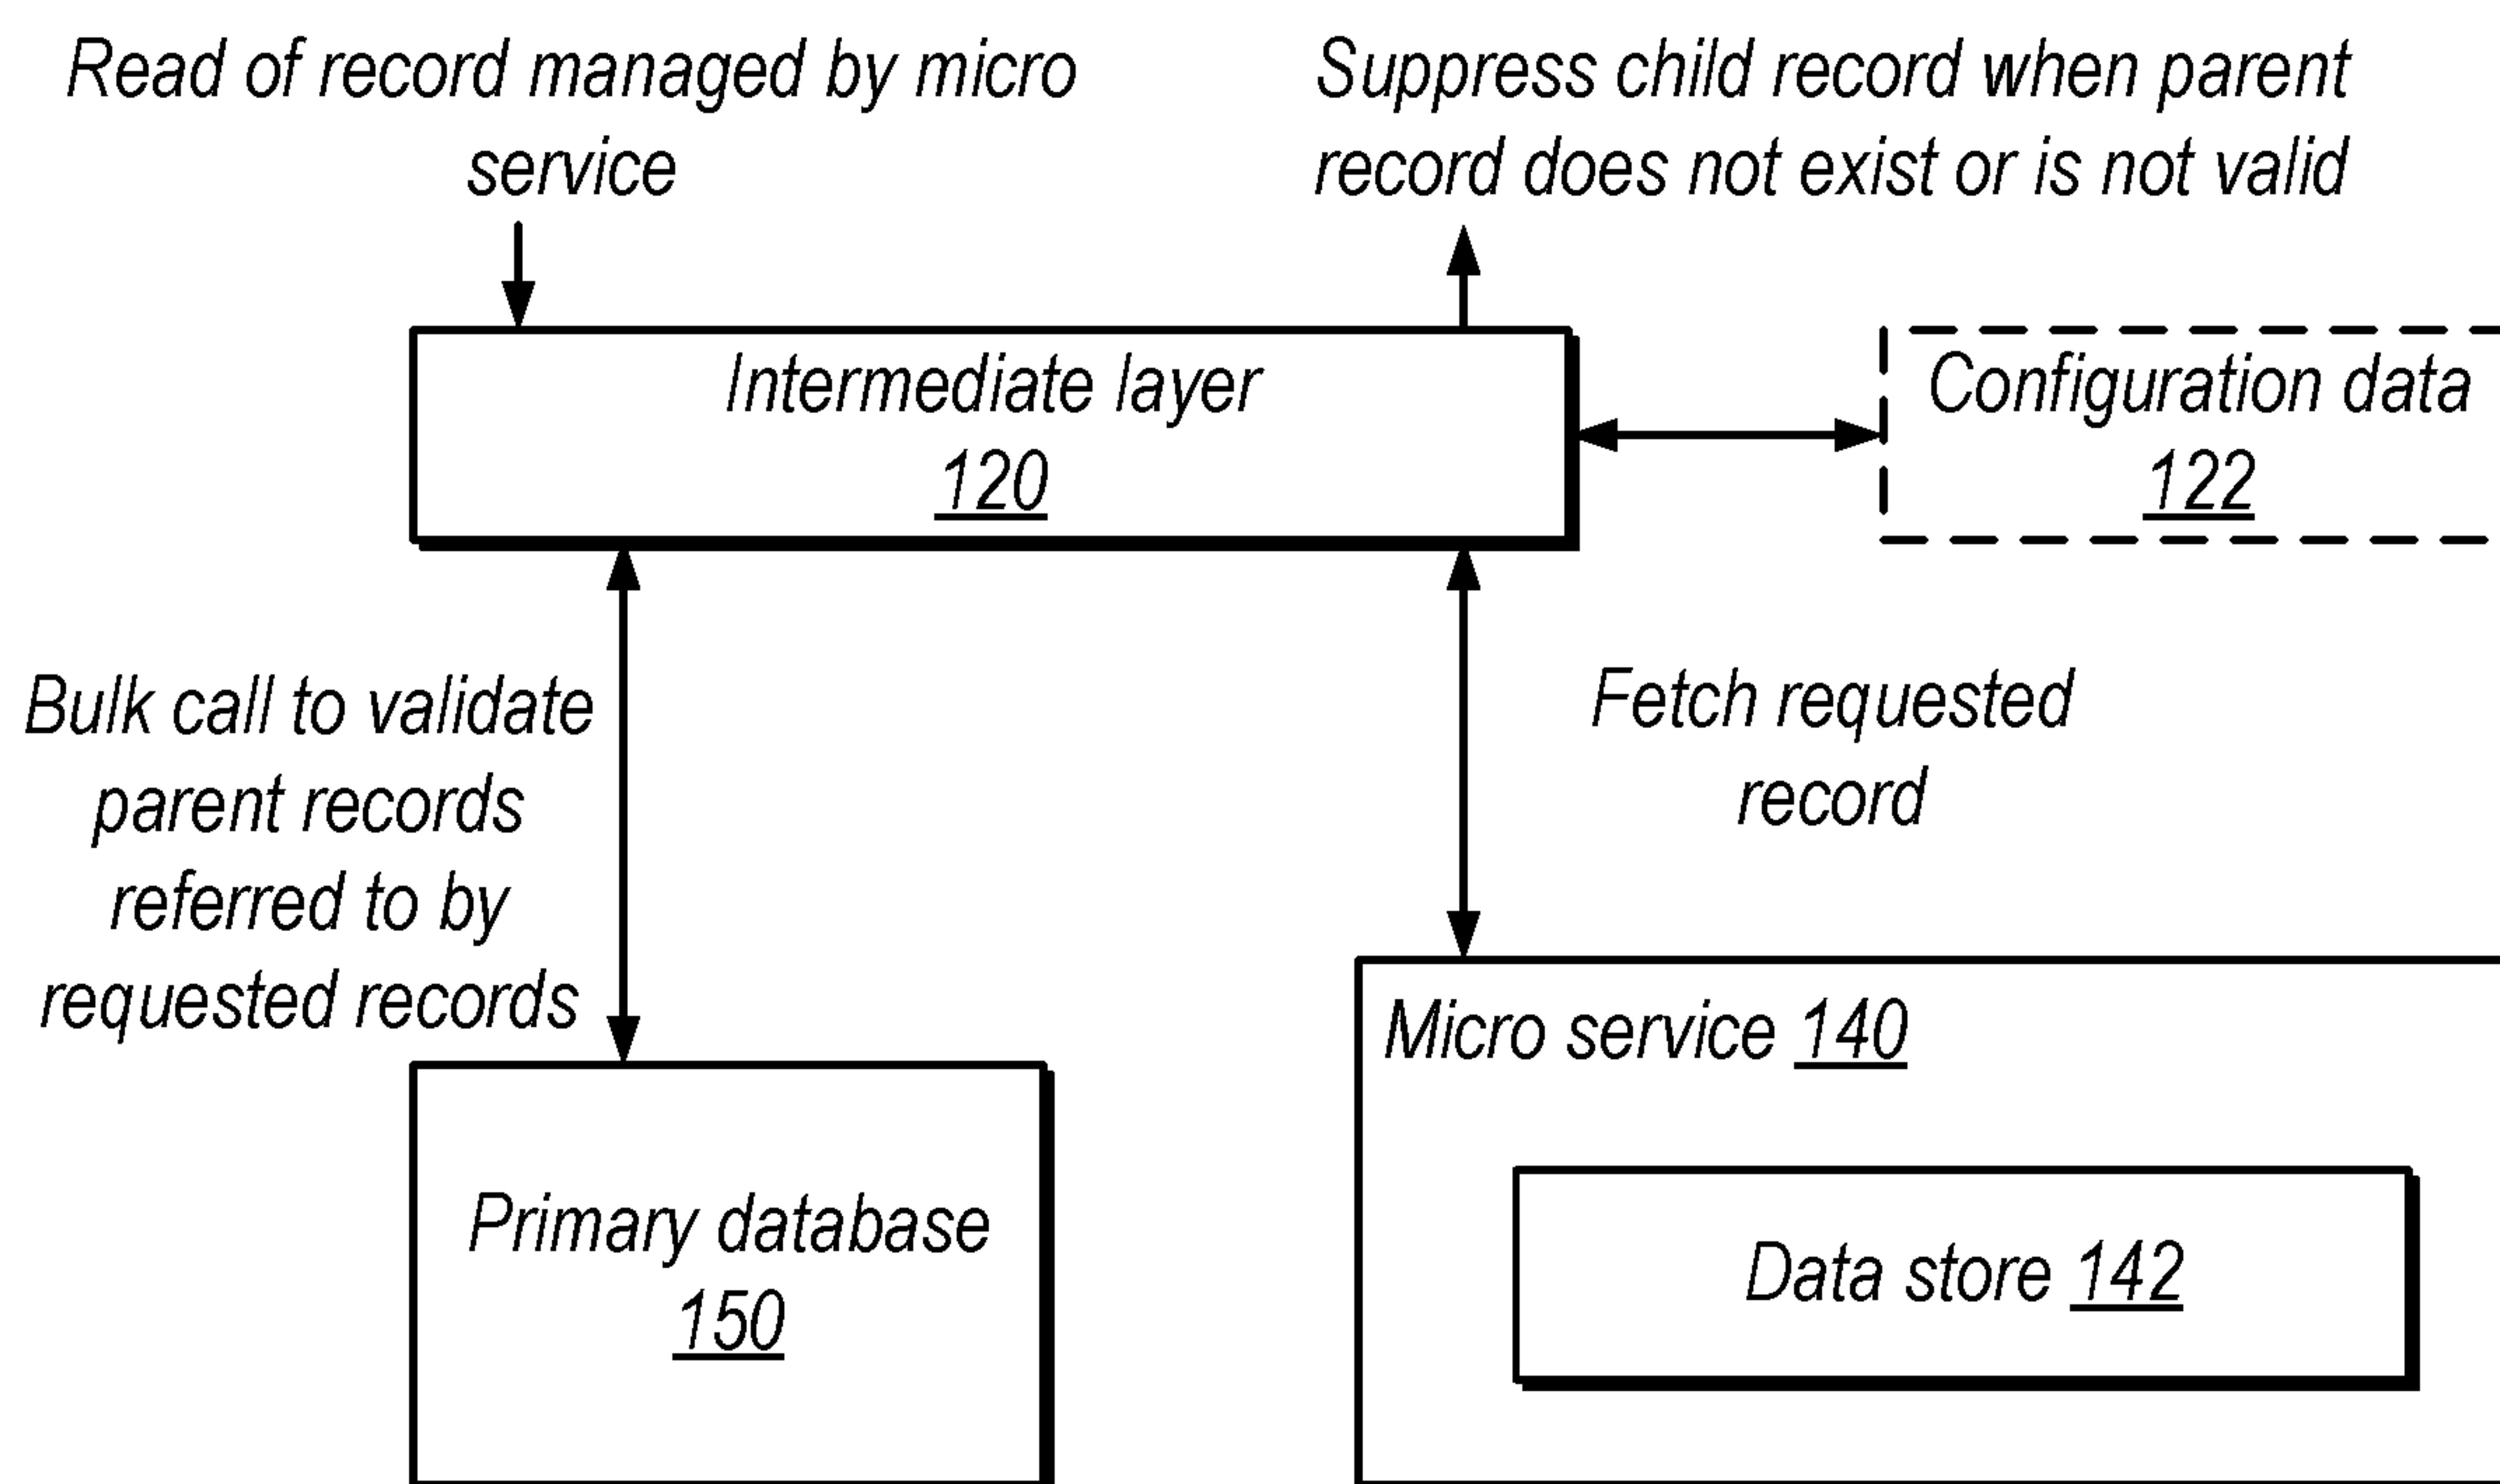 Read of record managed by micro
service
Suppress child record when parent
record does not exist or is not valid
Intermediate layer
120
Configuration data
122
Bulk call to validate
parent records
referred to by
requested records
Fetch requested
record
Primary database
150
Micro service 140
Data store 142